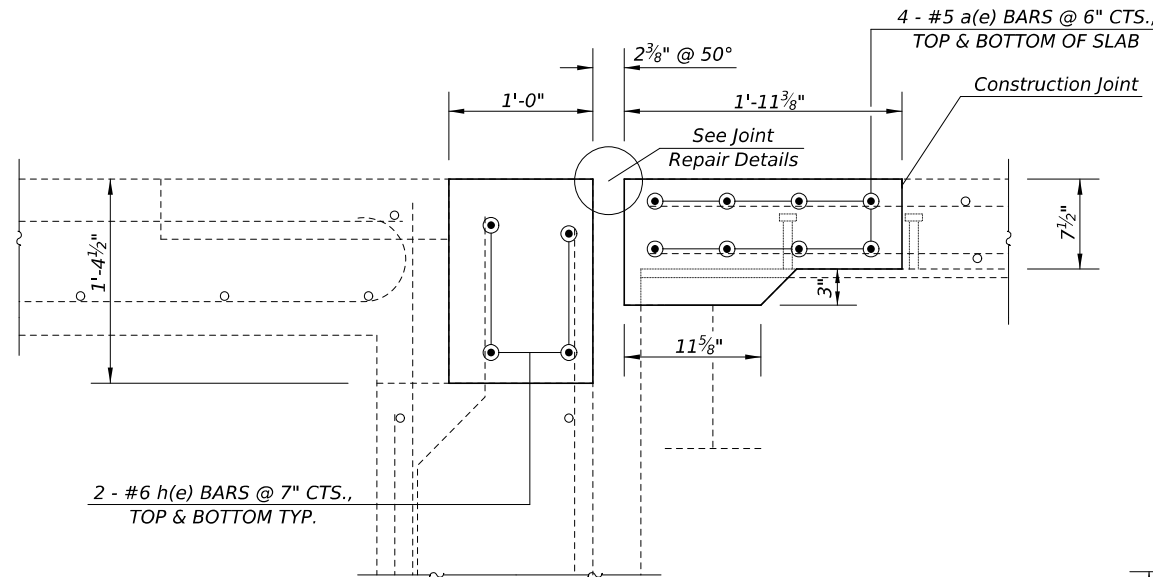 4 - #5 a(e) BARS @ 6" CTS.,
TOP & BOTTOM OF SLAB
2⅜" @ 50°
Construction Joint
1'-0"
1'-11⅜"
See Joint
Repair Details
1'-4½"
7½"
3"
11⅝"
2 - #6 h(e) BARS @ 7" CTS.,
TOP & BOTTOM TYP.